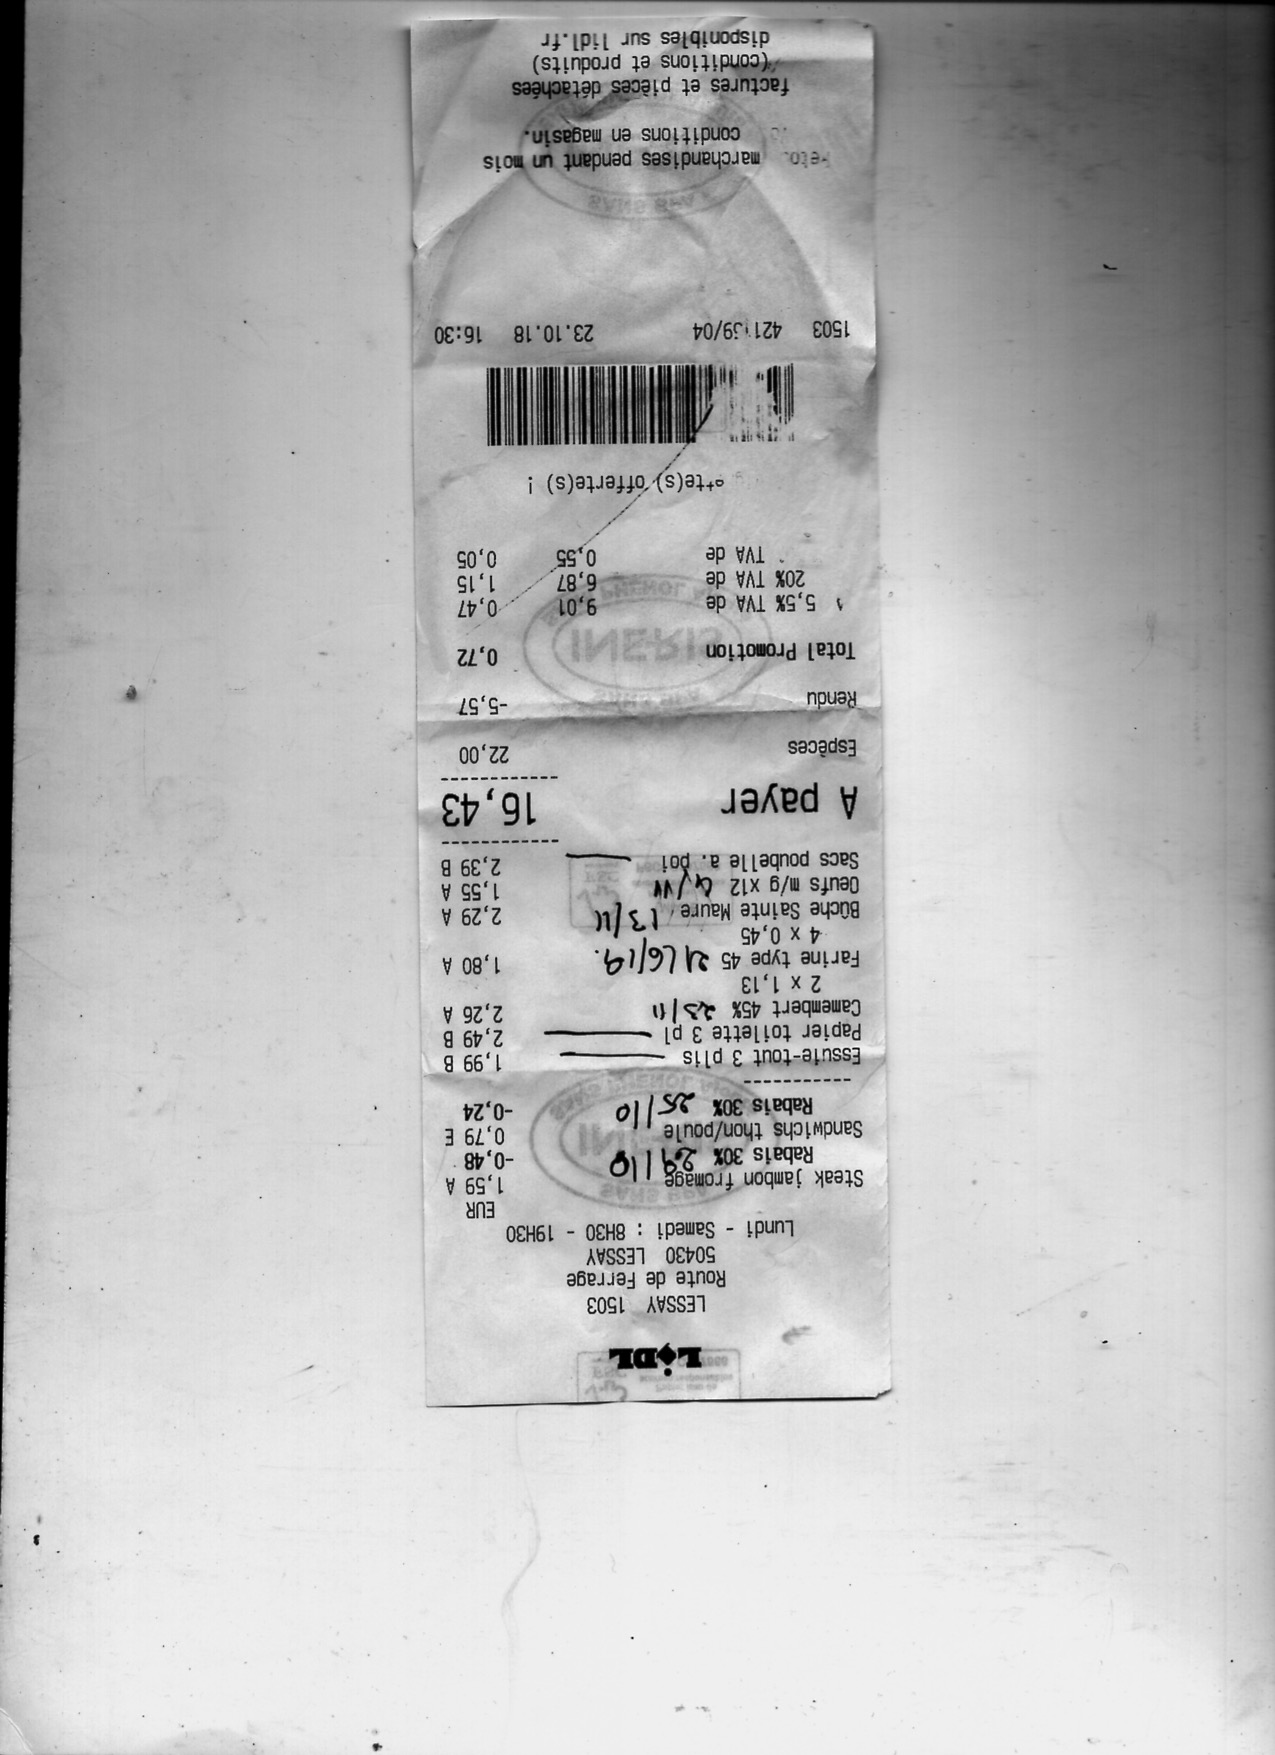 LIDL
LESSAY 1503
Route de Ferrage
50430 LESSAY
Lundi - Samedi : 8H30 - 19H30
EUR
Steak jambon fromage 1,59 A
Rabais 30% 29/10 -0,48
Sandwichs thon/poule 0,79 E
Rabais 30% 25/10 -0,24
Essuie-tout 3 plis 1,99 B
Papier toilette 3 pl 2,49 B
Camembert 45% 23/11 2,26 A
2 x 1,13
Farine type 45 1,80 A
4 x 0,45
Bûche Sainte Maure 13/11 2,29 A
Oeufs m/g x12 1,55 A
Sacs poubelle a. poi 2,39 B
A payer 16,43
Espèces 22,00
Rendu -5,57
Total Promotion 0,72
5,5% TVA de 9,01 0,47
20% TVA de 6,87 1,15
TVA de 0,55 0,05
offerte(s) !
1503 23.10.18 16:30
SANS BPA
INERIS
SANS PHENOL
marchandises pendant un mois
conditions en magasin.
factures et pièces détachées
(conditions et produits)
disponibles sur lidl.fr